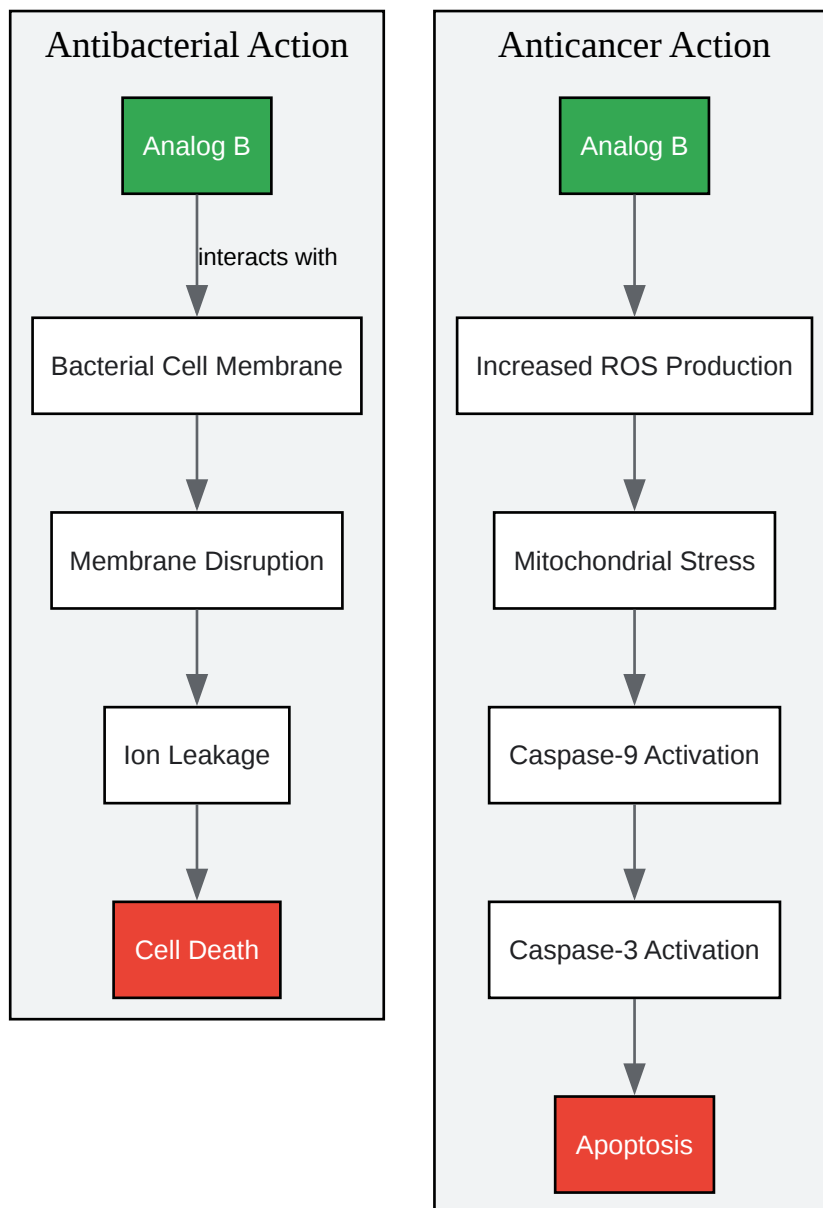 Antibacterial Action
Analog B
interacts with
Bacterial Cell Membrane
Membrane Disruption
Ion Leakage
Cell Death
Anticancer Action
Analog B
Increased ROS Production
Mitochondrial Stress
Caspase-9 Activation
Caspase-3 Activation
Apoptosis